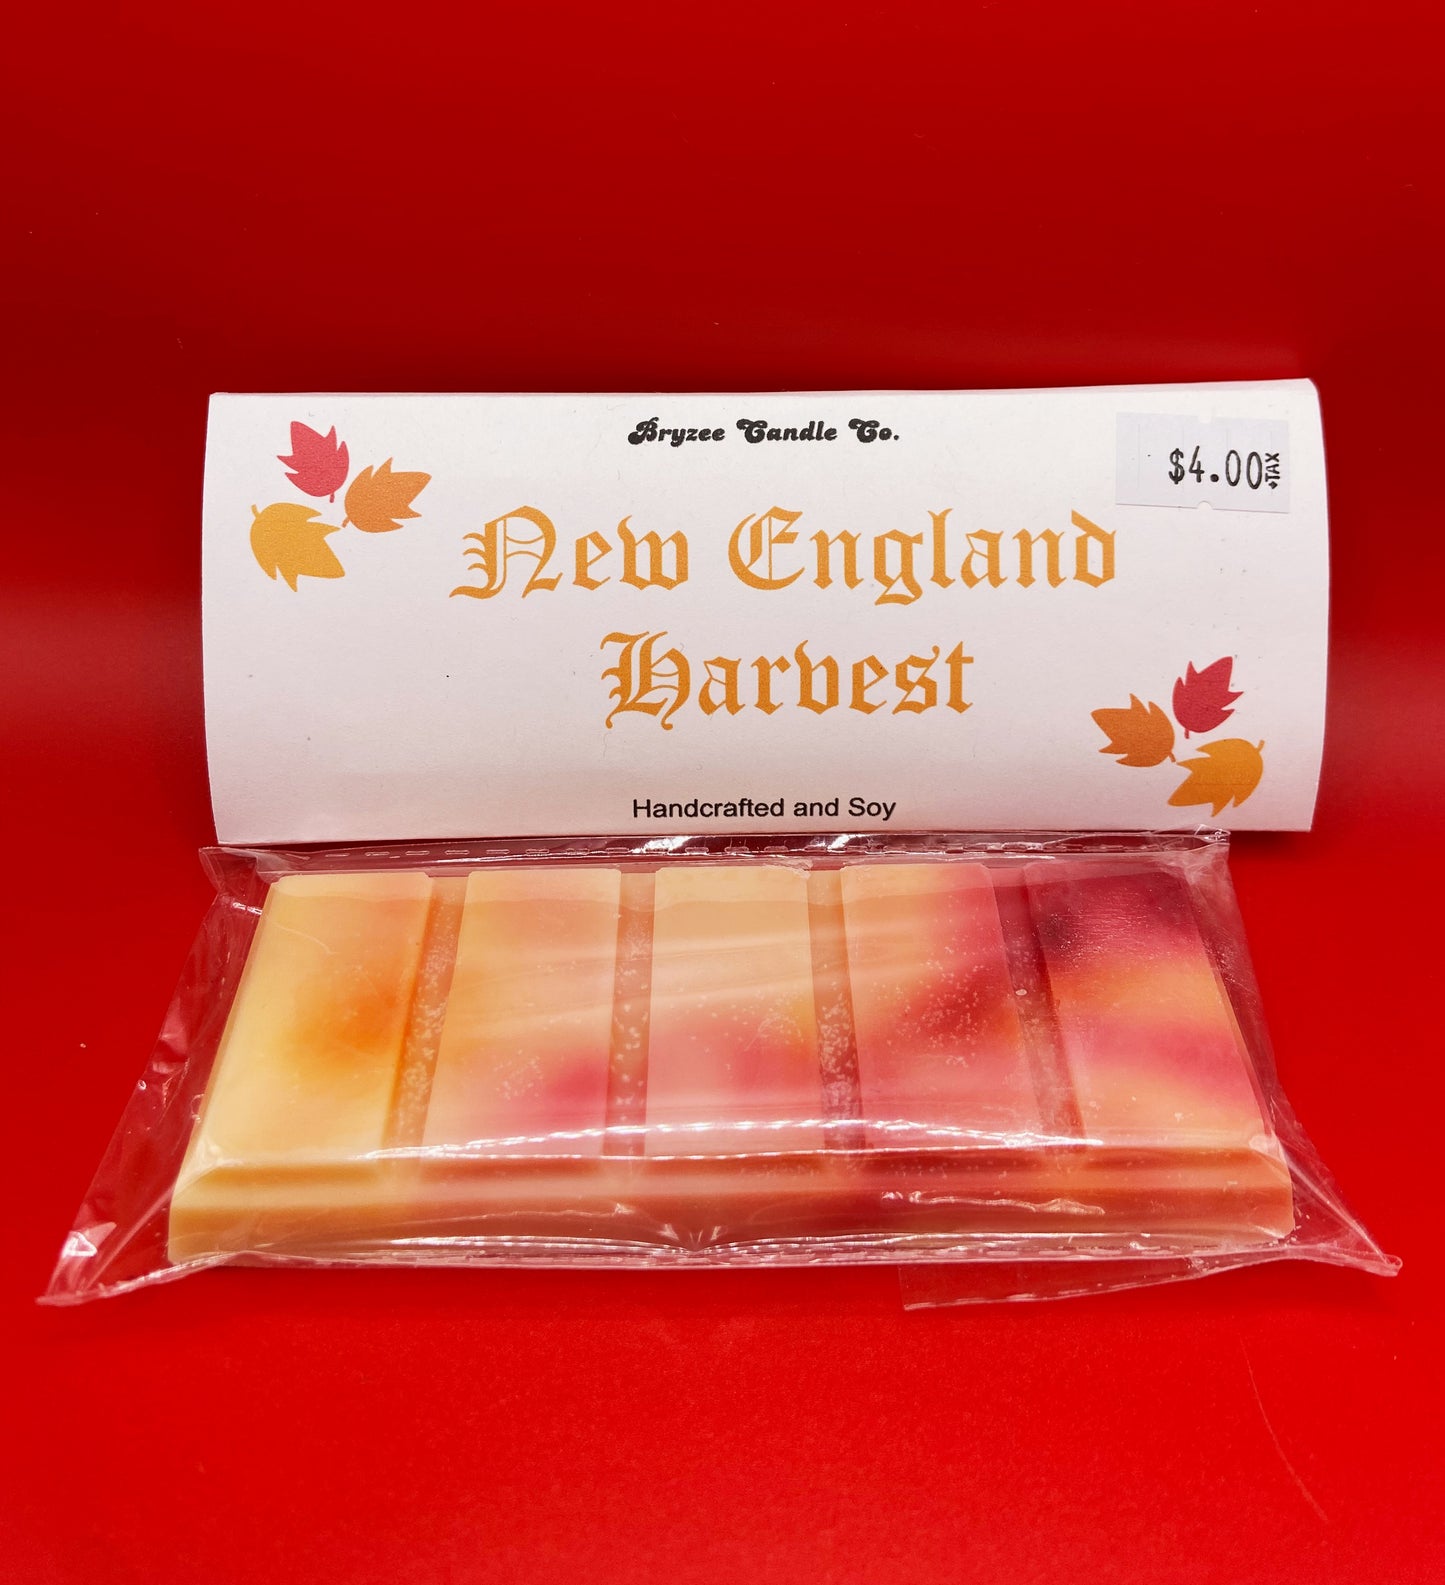 Bryzee Candle Co.
$4.00 +TAX
New England
Harvest
Handcrafted and Soy